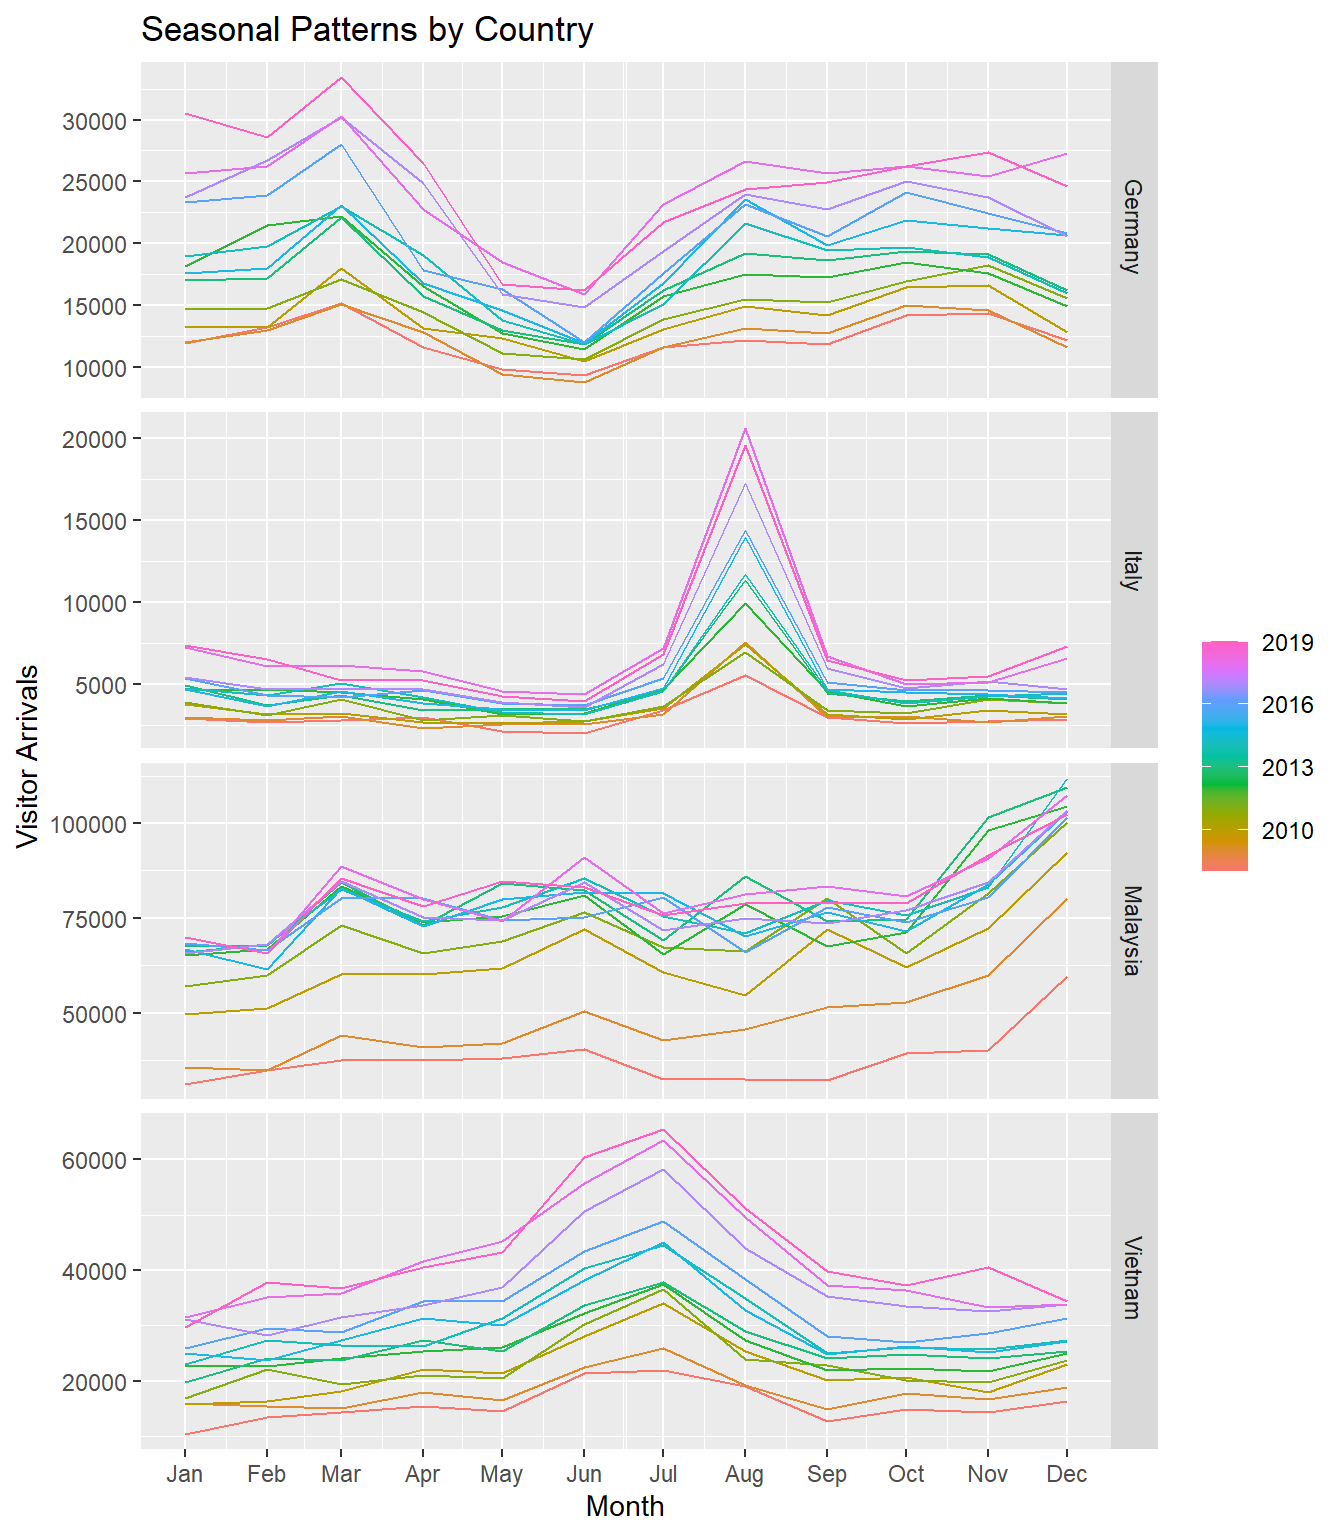 Seasonal Patterns by Country
30000
25000
20000
15000
10000
Germany
20000
15000
10000
5000
Italy
100000
75000
50000
Malaysia
60000
40000
20000
Vietnam
Jan Feb Mar Apr May Jun Jul Aug Sep Oct Nov Dec
Month
Visitor Arrivals
2019
2016
2013
2010